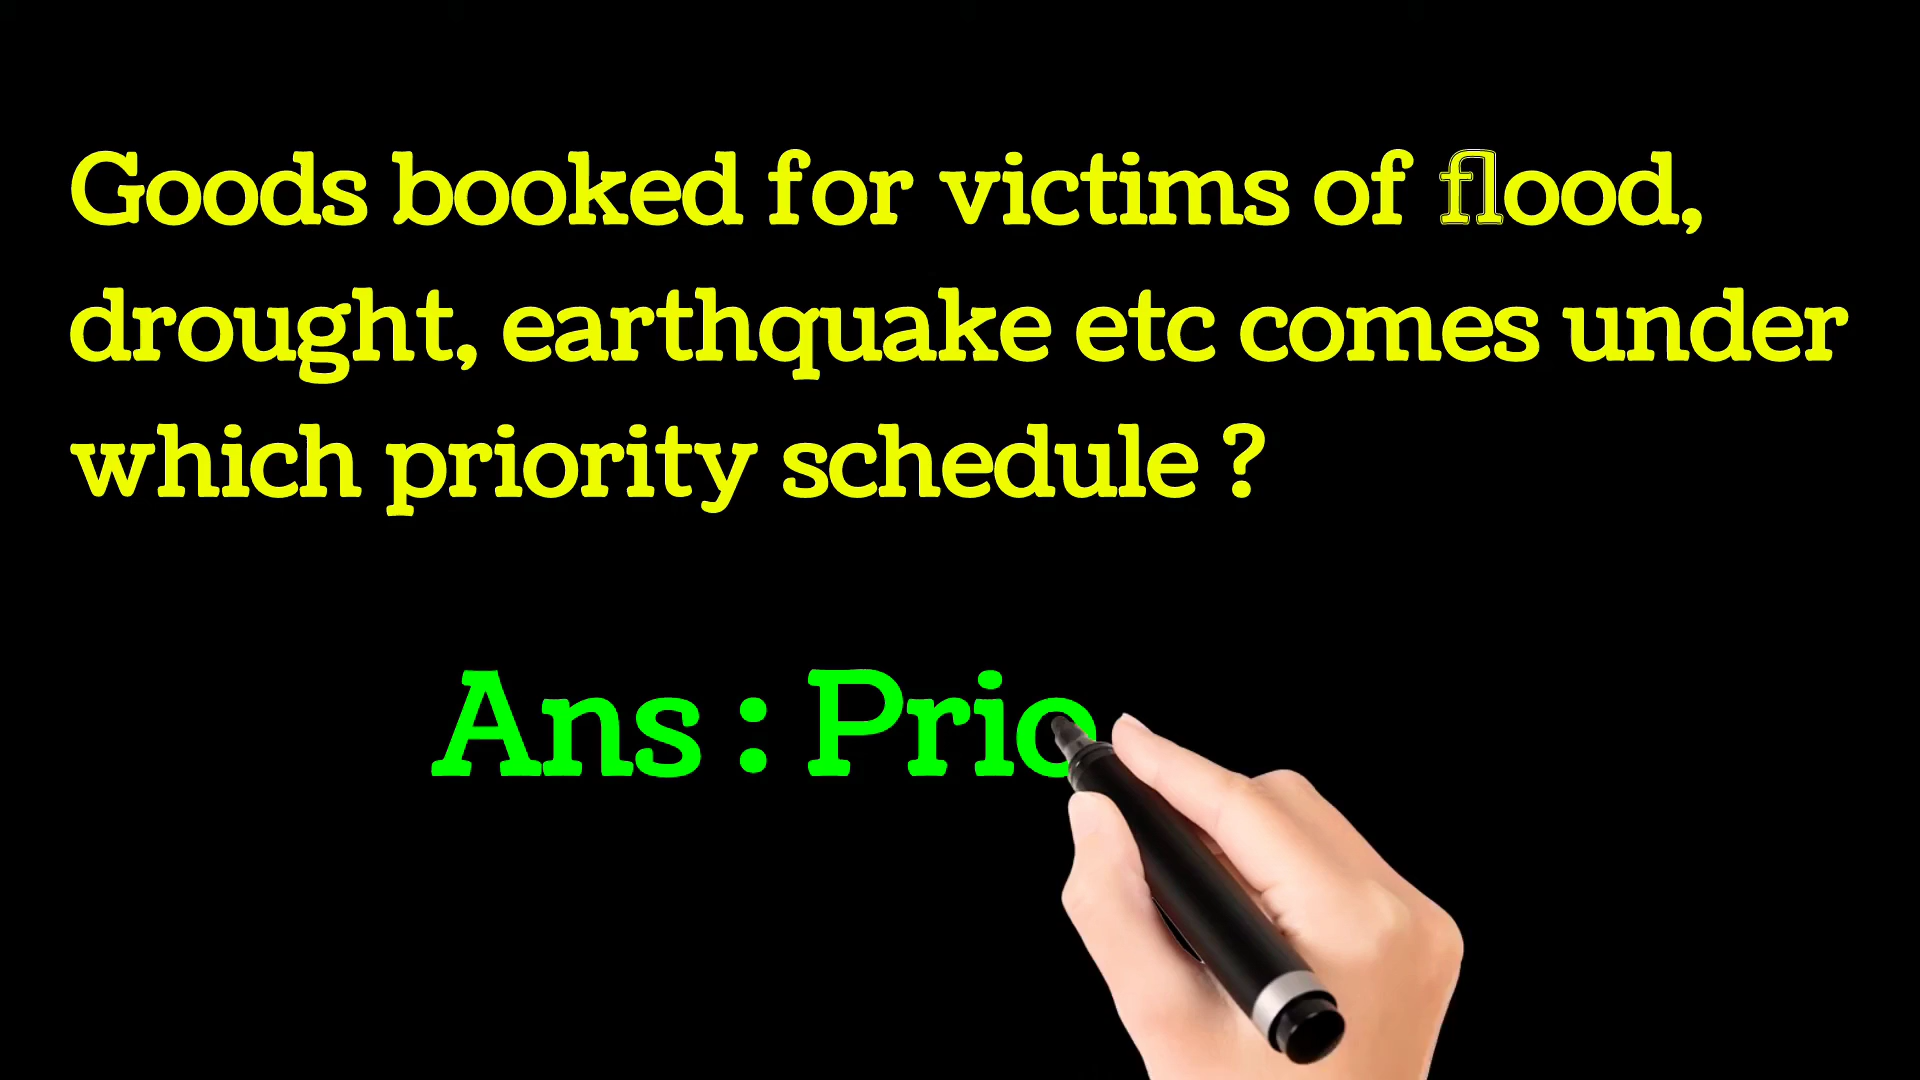 Goods booked for victims of flood,
drought, earthquake etc comes under
which priority schedule ?
Ans : Prio